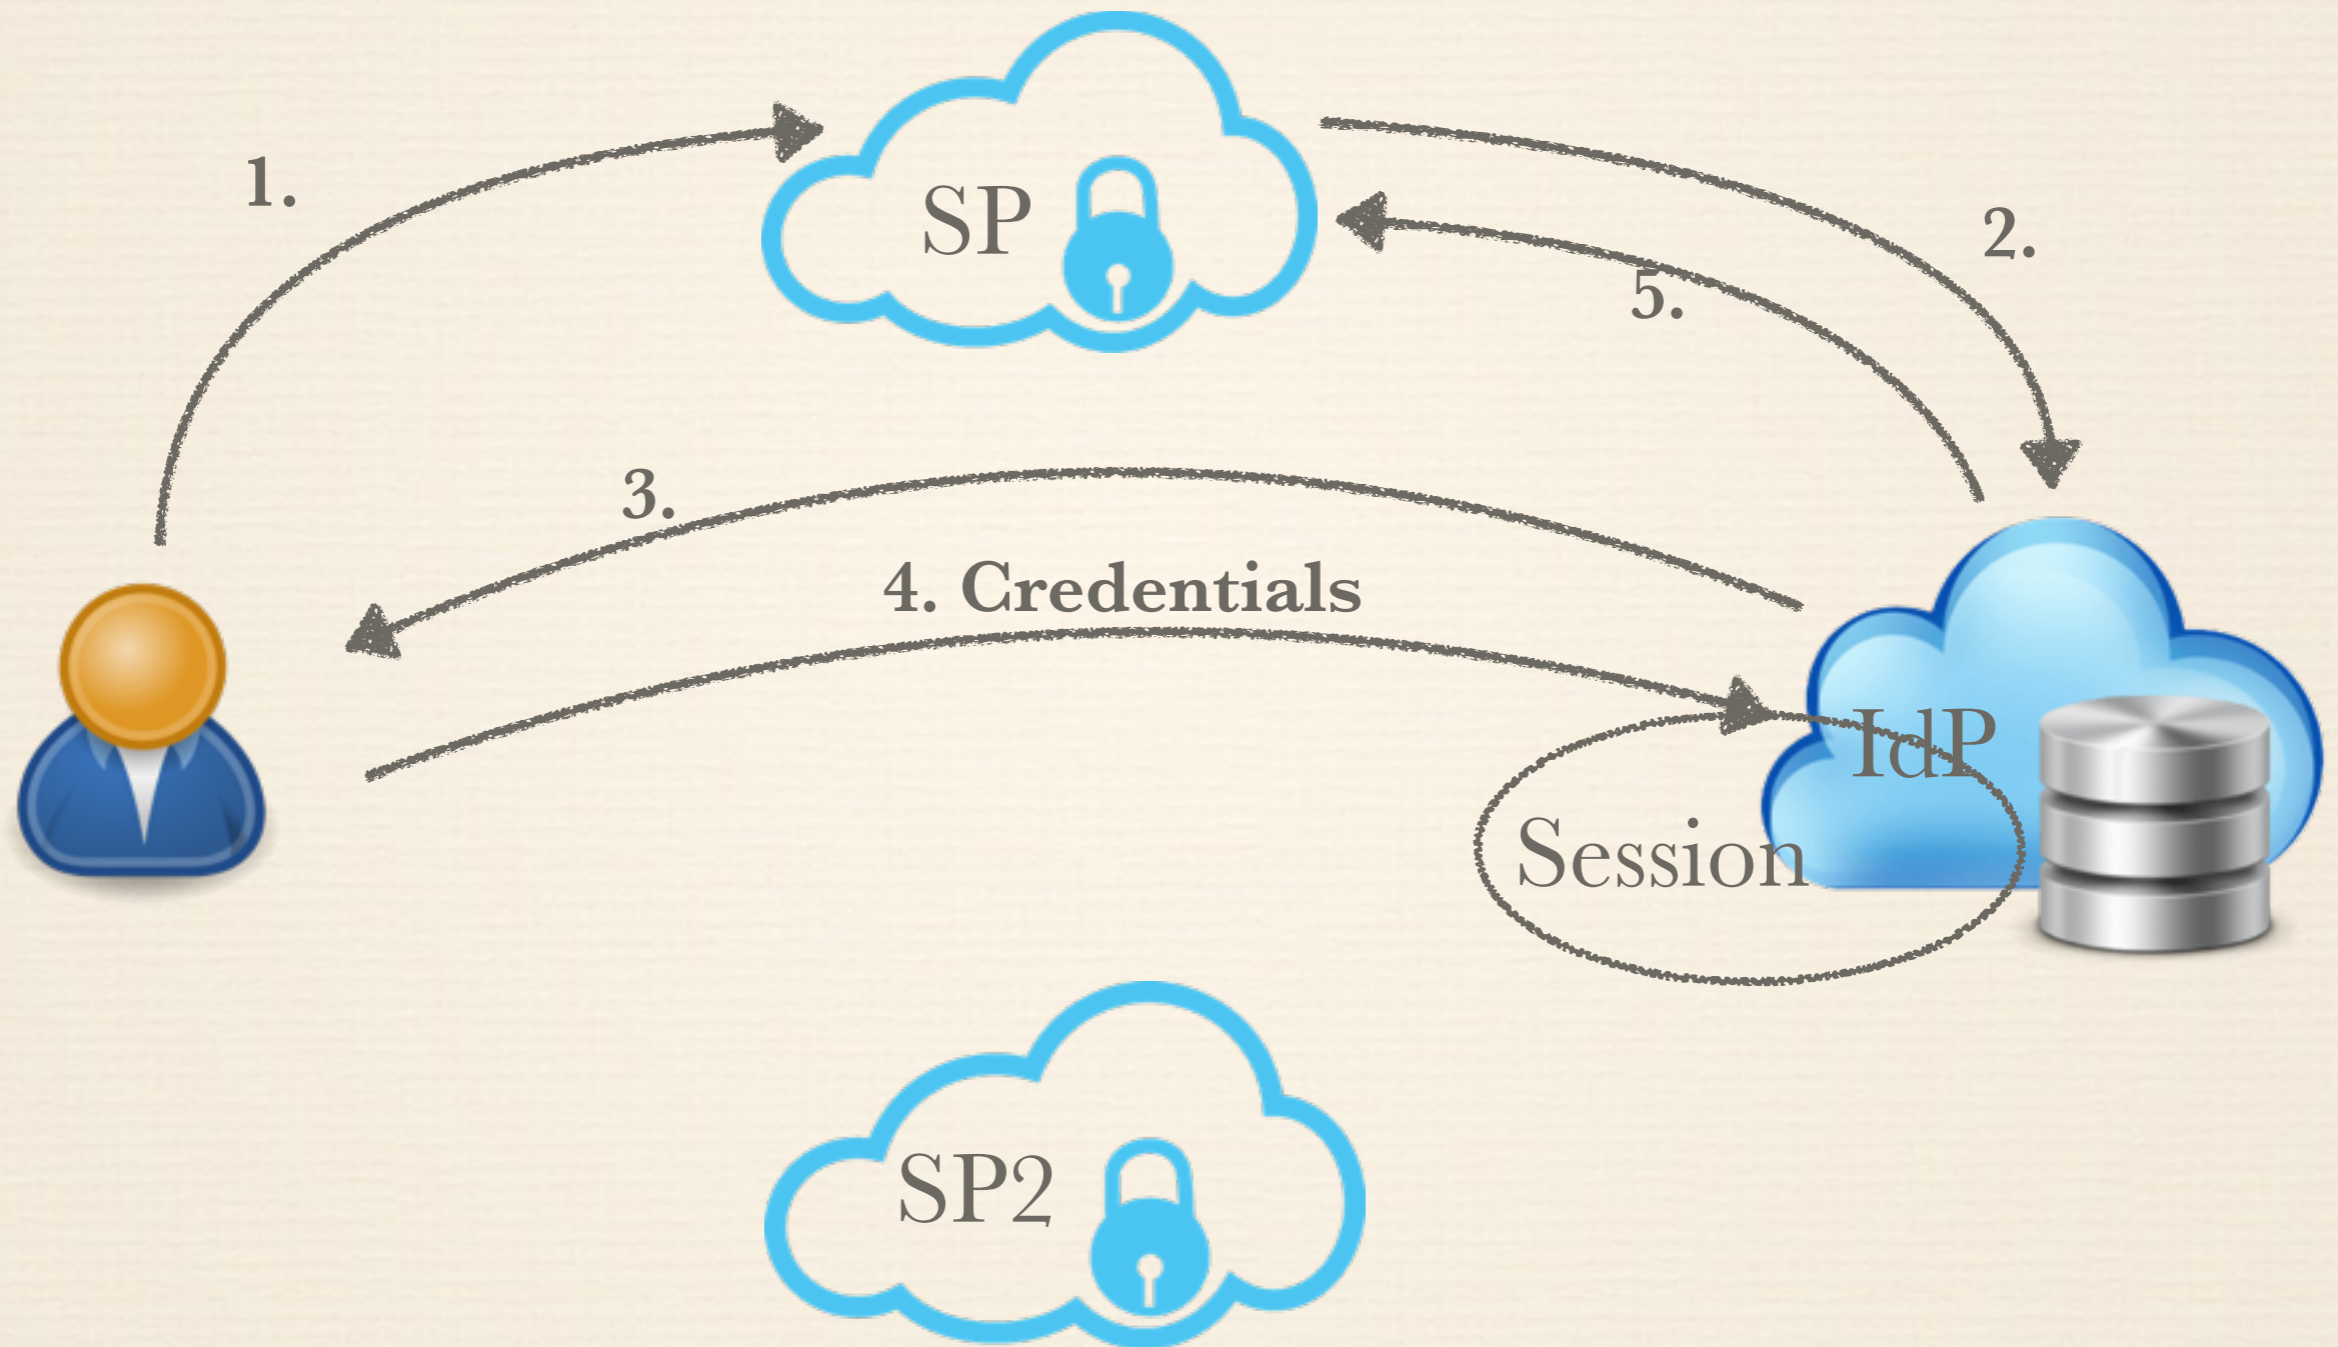 1.
SP
2.
5.
3.
4. Credentials
IdP
Session
SP2